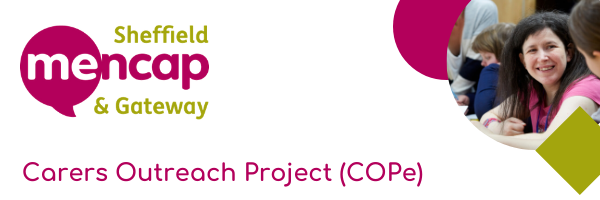 Sheffield
mencap
& Gateway
Carers Outreach Project (COPe)